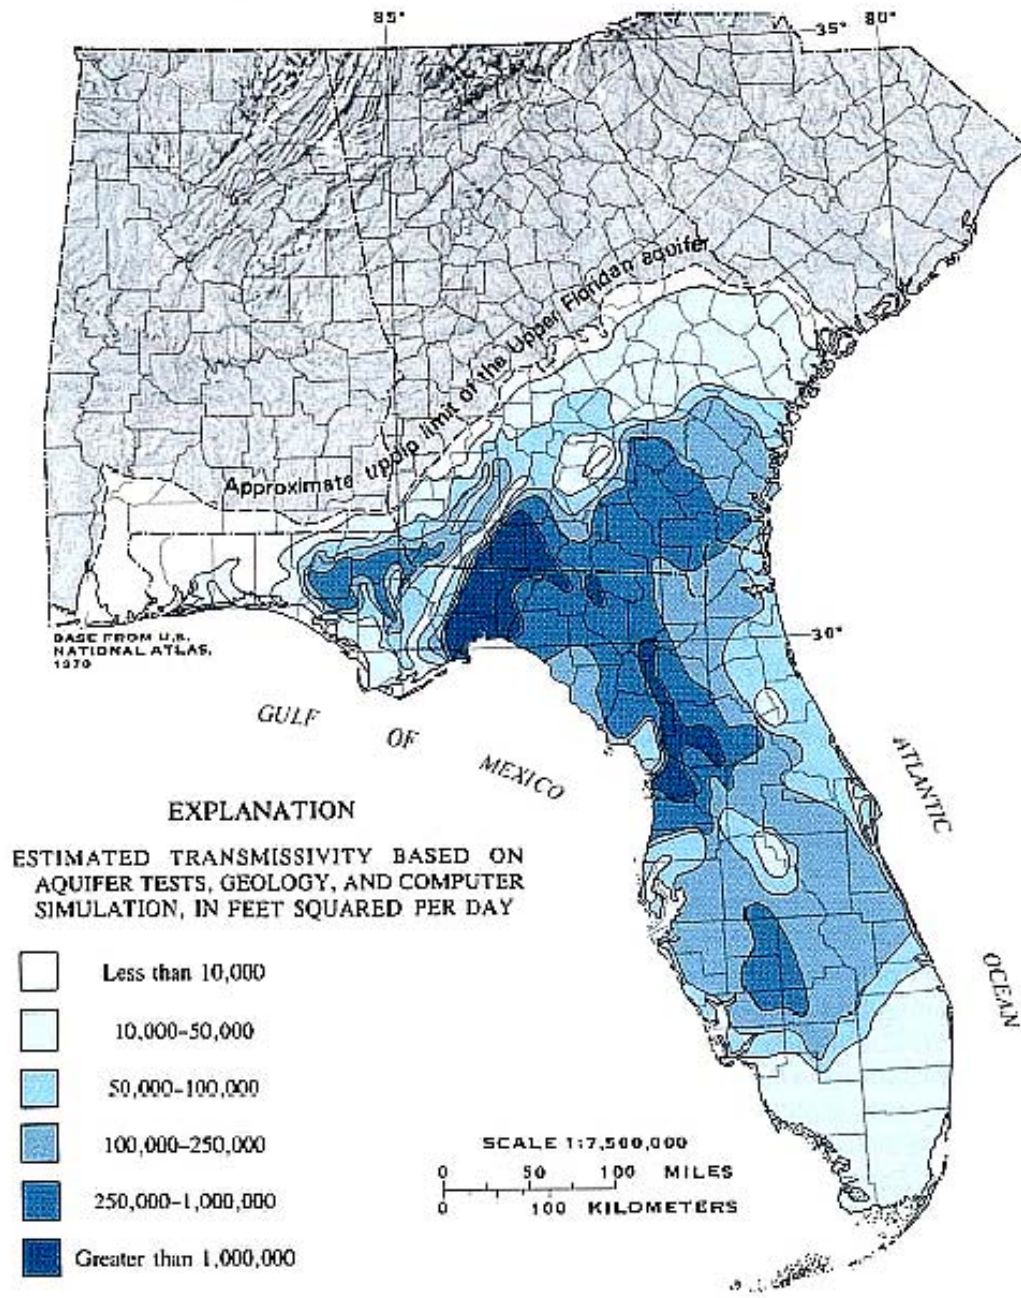 85°
80°
35°
Approximate updip limit of the Upper Floridan aquifer
30°
BASE FROM U.S.
NATIONAL ATLAS,
1970
GULF
OF
MEXICO
ATLANTIC
OCEAN
EXPLANATION
ESTIMATED TRANSMISSIVITY BASED ON
AQUIFER TESTS, GEOLOGY, AND COMPUTER
SIMULATION, IN FEET SQUARED PER DAY
Less than 10,000
10,000–50,000
50,000–100,000
100,000–250,000
250,000–1,000,000
Greater than 1,000,000
SCALE 1:7,500,000
0 50 100 MILES
0 100 KILOMETERS